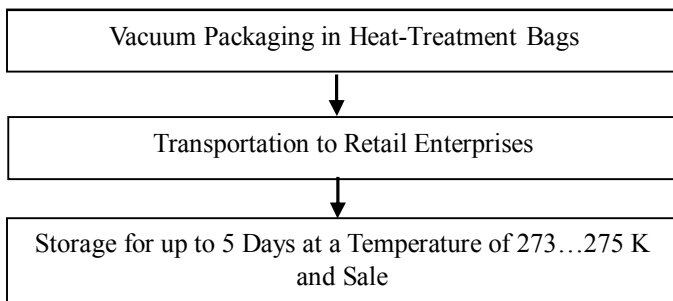 Vacuum Packaging in Heat-Treatment Bags
Transportation to Retail Enterprises
Storage for up to 5 Days at a Temperature of 273…275 K
and Sale